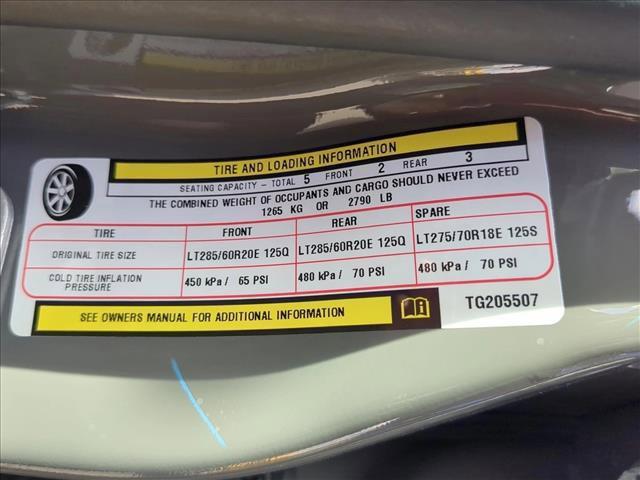 TIRE AND LOADING INFORMATION
SEATING CAPACITY – TOTAL 5 FRONT 2 REAR 3
THE COMBINED WEIGHT OF OCCUPANTS AND CARGO SHOULD NEVER EXCEED
1265 KG OR 2790 LB
TIRE FRONT REAR SPARE
ORIGINAL TIRE SIZE LT285/60R20E 125Q LT285/60R20E 125Q LT275/70R18E 125S
COLD TIRE INFLATION PRESSURE 450 kPa / 65 PSI 480 kPa / 70 PSI 480 kPa / 70 PSI
SEE OWNERS MANUAL FOR ADDITIONAL INFORMATION
TG205507